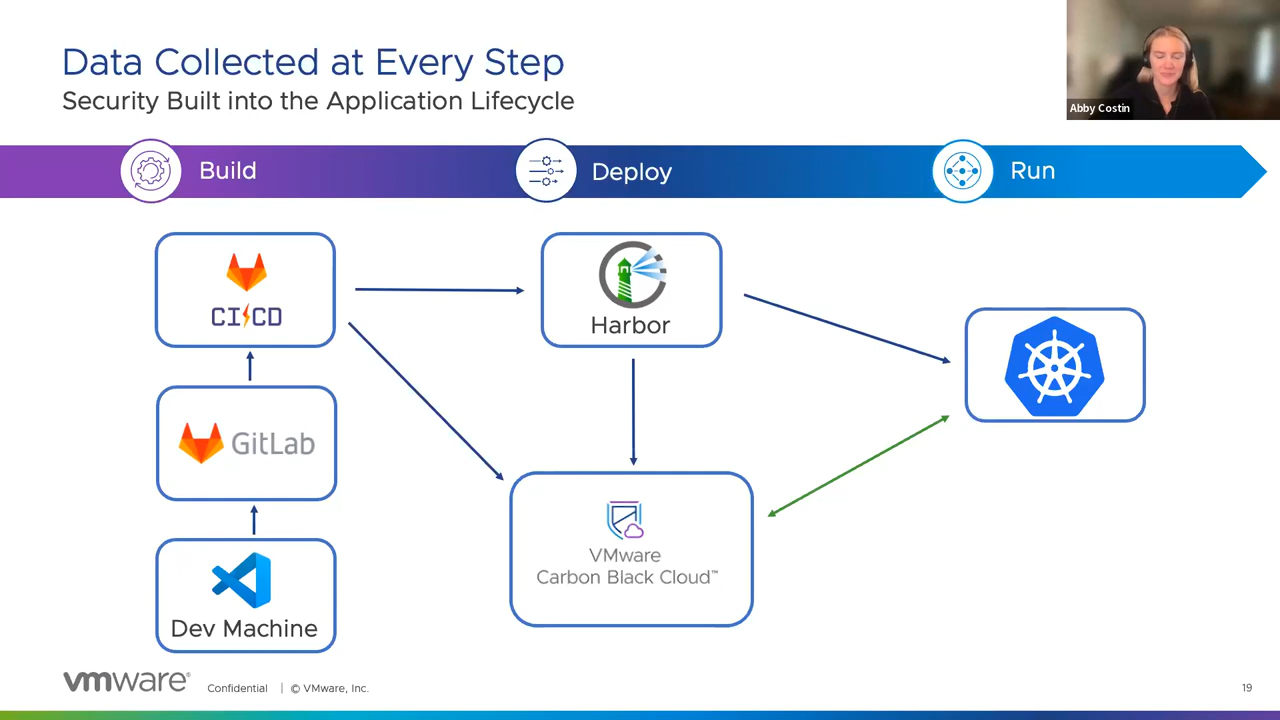 Data Collected at Every Step
Security Built into the Application Lifecycle
Abby Costin
Build
Deploy
Run
CI CD
Harbor
GitLab
VMware
Carbon Black Cloud™
Dev Machine
vmware®
Confidential | © VMware, Inc.
19